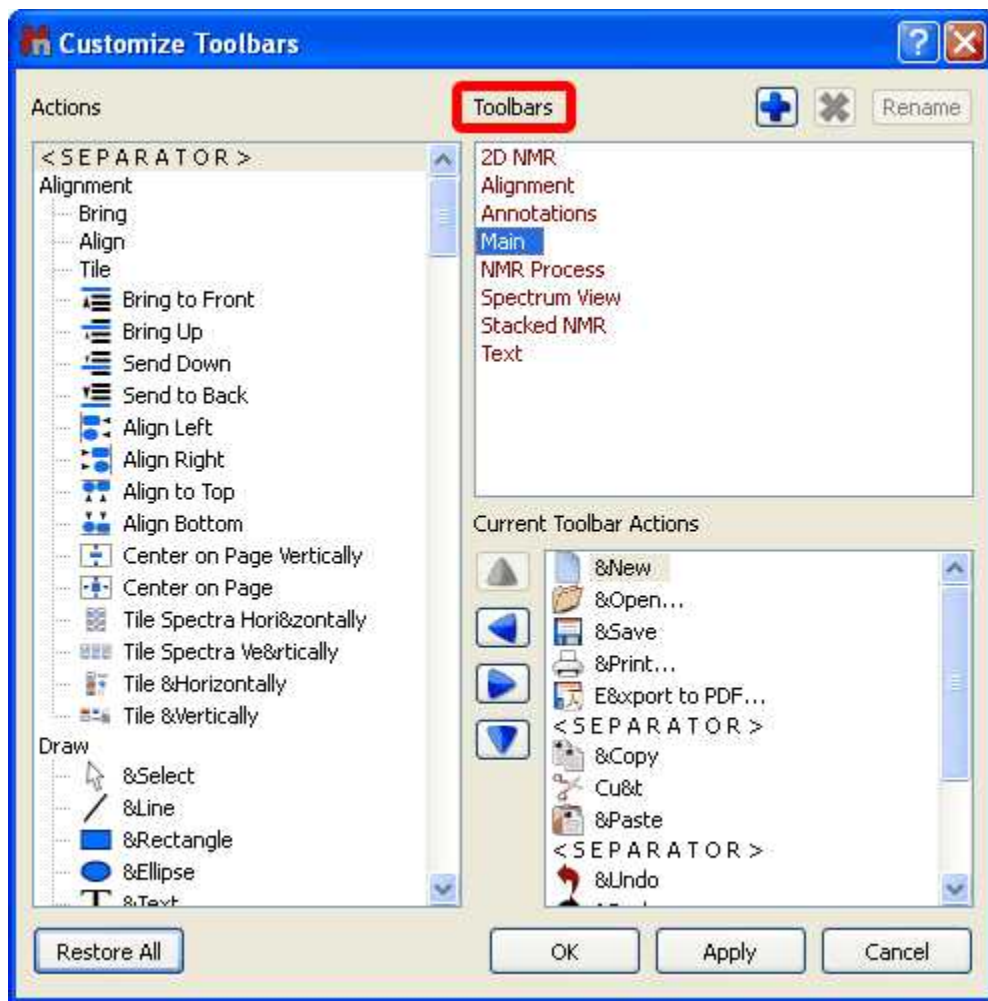 Customize Toolbars
Actions
Toolbars
Rename
<SEPARATOR>
Alignment
Bring
Align
Tile
Bring to Front
Bring Up
Send Down
Send to Back
Align Left
Align Right
Align to Top
Align Bottom
Center on Page Vertically
Center on Page
Tile Spectra Hori&zontally
Tile Spectra Ve&rtically
Tile &Horizontally
Tile &Vertically
Draw
&Select
&Line
&Rectangle
&Ellipse
&Text
2D NMR
Alignment
Annotations
Main
NMR Process
Spectrum View
Stacked NMR
Text
Current Toolbar Actions
&New
&Open...
&Save
&Print...
E&xport to PDF...
<SEPARATOR>
&Copy
Cu&t
&Paste
<SEPARATOR>
&Undo
Restore All
OK
Apply
Cancel